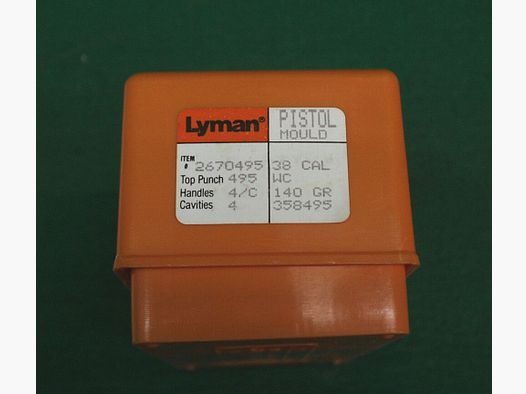 Lyman® PISTOL
MOULD
ITEM
# 2670495 38 CAL
Top Punch 495 WC
Handles 4/C 140 GR
Cavities 4 358495